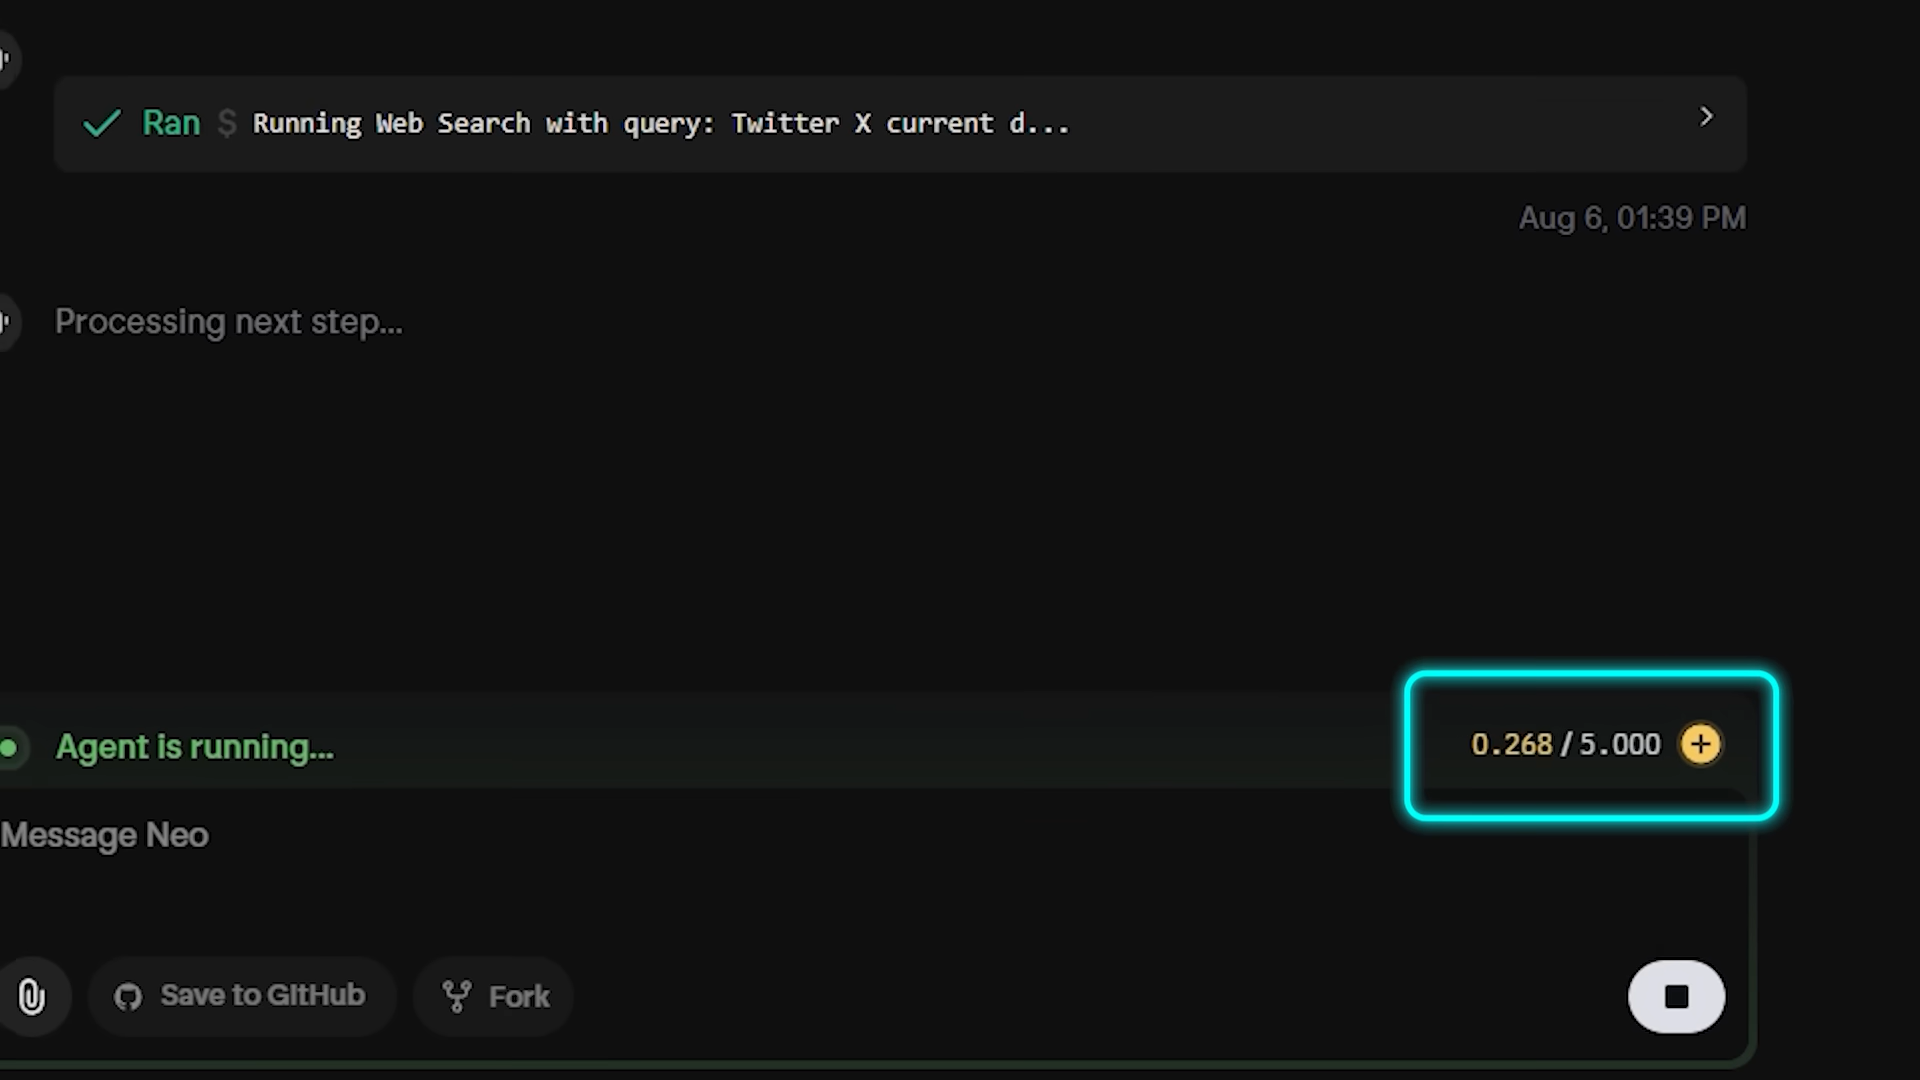 Ran $ Running Web Search with query: Twitter X current d...
Aug 6, 01:39 PM
Processing next step...
Agent is running...
0.268 / 5.000
Message Neo
Save to GitHub
Fork